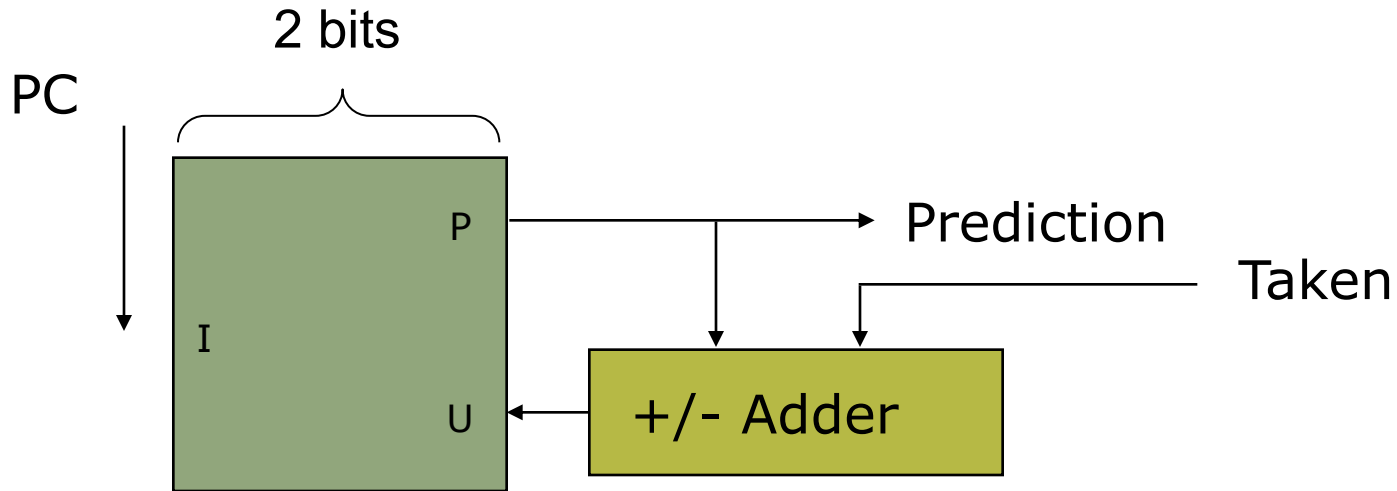 2 bits
PC
P
Prediction
Taken
I
U
+/- Adder